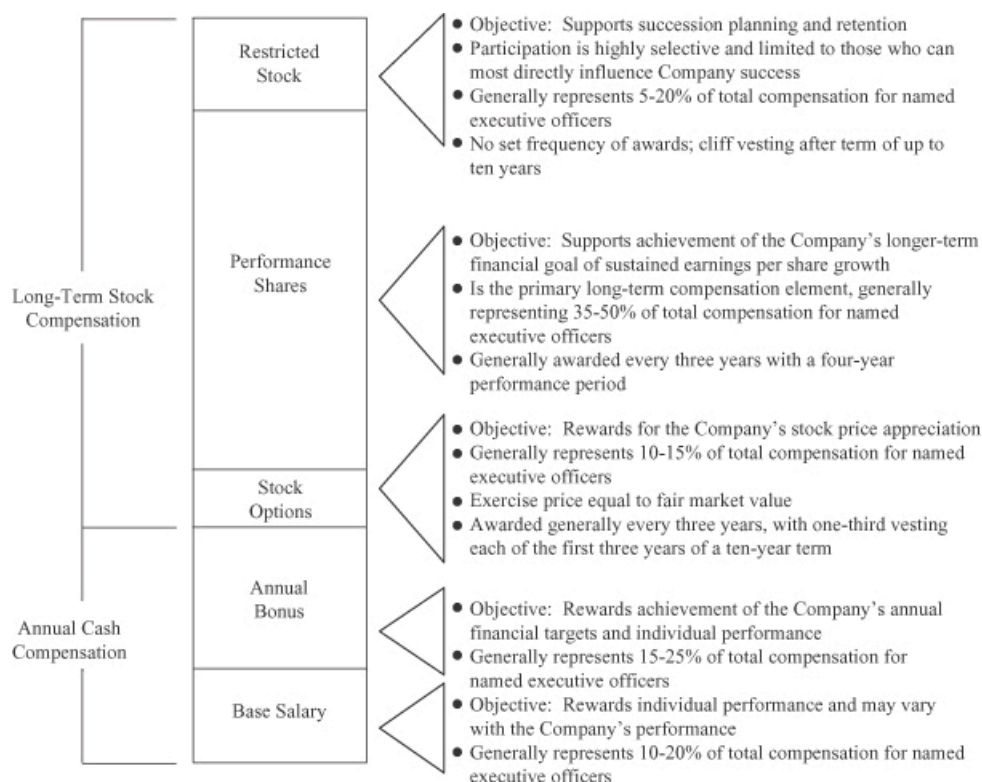 Restricted
Stock
● Objective: Supports succession planning and retention
● Participation is highly selective and limited to those who can
most directly influence Company success
● Generally represents 5-20% of total compensation for named
executive officers
● No set frequency of awards; cliff vesting after term of up to
ten years
Long-Term Stock
Compensation
Performance
Shares
● Objective: Supports achievement of the Company's longer-term
financial goal of sustained earnings per share growth
● Is the primary long-term compensation element, generally
representing 35-50% of total compensation for named
executive officers
● Generally awarded every three years with a four-year
performance period
Stock
Options
● Objective: Rewards for the Company's stock price appreciation
● Generally represents 10-15% of total compensation for named
executive officers
● Exercise price equal to fair market value
● Awarded generally every three years, with one-third vesting
each of the first three years of a ten-year term
Annual Cash
Compensation
Annual
Bonus
● Objective: Rewards achievement of the Company's annual
financial targets and individual performance
● Generally represents 15-25% of total compensation for
named executive officers
Base Salary
● Objective: Rewards individual performance and may vary
with the Company's performance
● Generally represents 10-20% of total compensation for named
executive officers